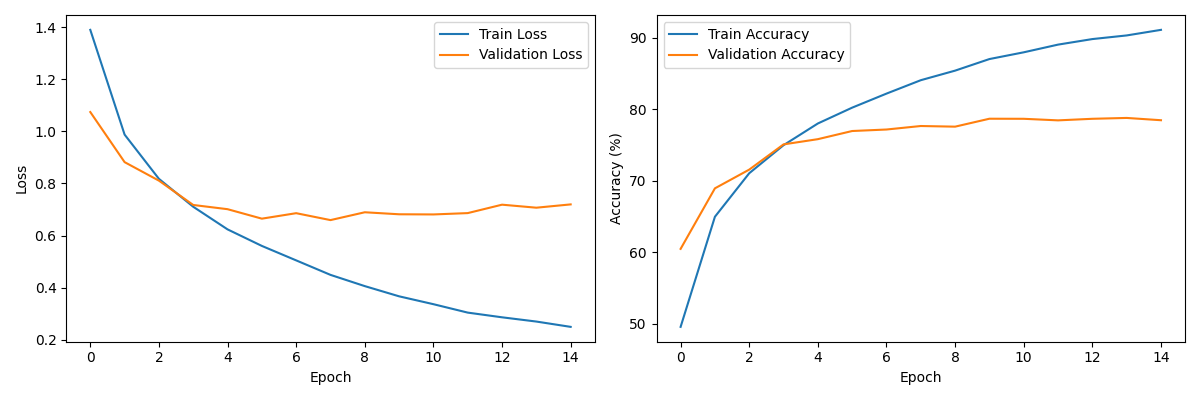 Train Loss
Validation Loss
1.4
1.2
1.0
0.8
0.6
0.4
0.2
Loss
0 2 4 6 8 10 12 14
Epoch
Train Accuracy
Validation Accuracy
90
80
70
60
50
Accuracy (%)
0 2 4 6 8 10 12 14
Epoch